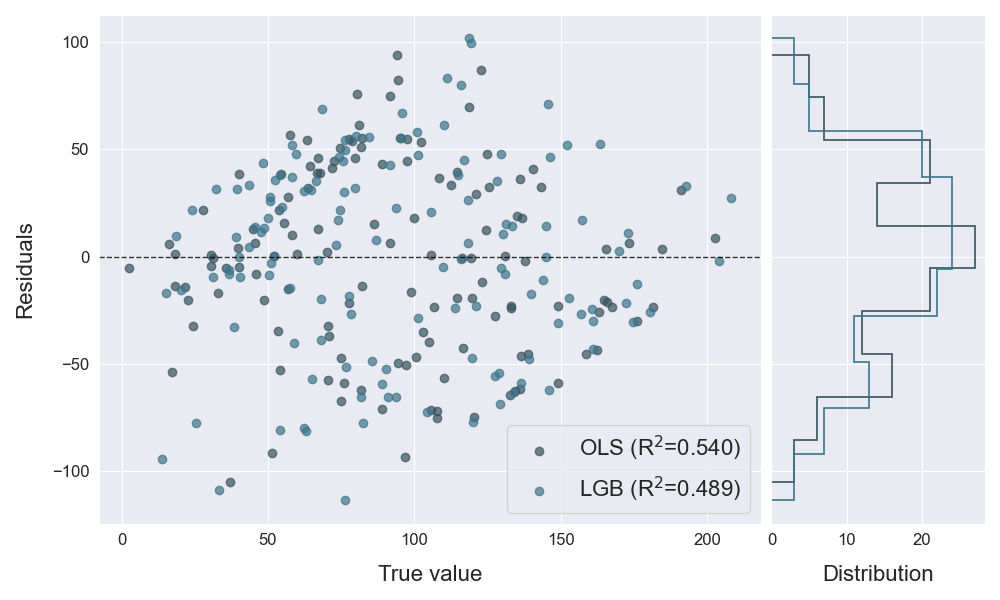 100
50
0
−50
−100
Residuals
OLS (R²=0.540)
LGB (R²=0.489)
0 50 100 150 200
True value
0 10 20
Distribution